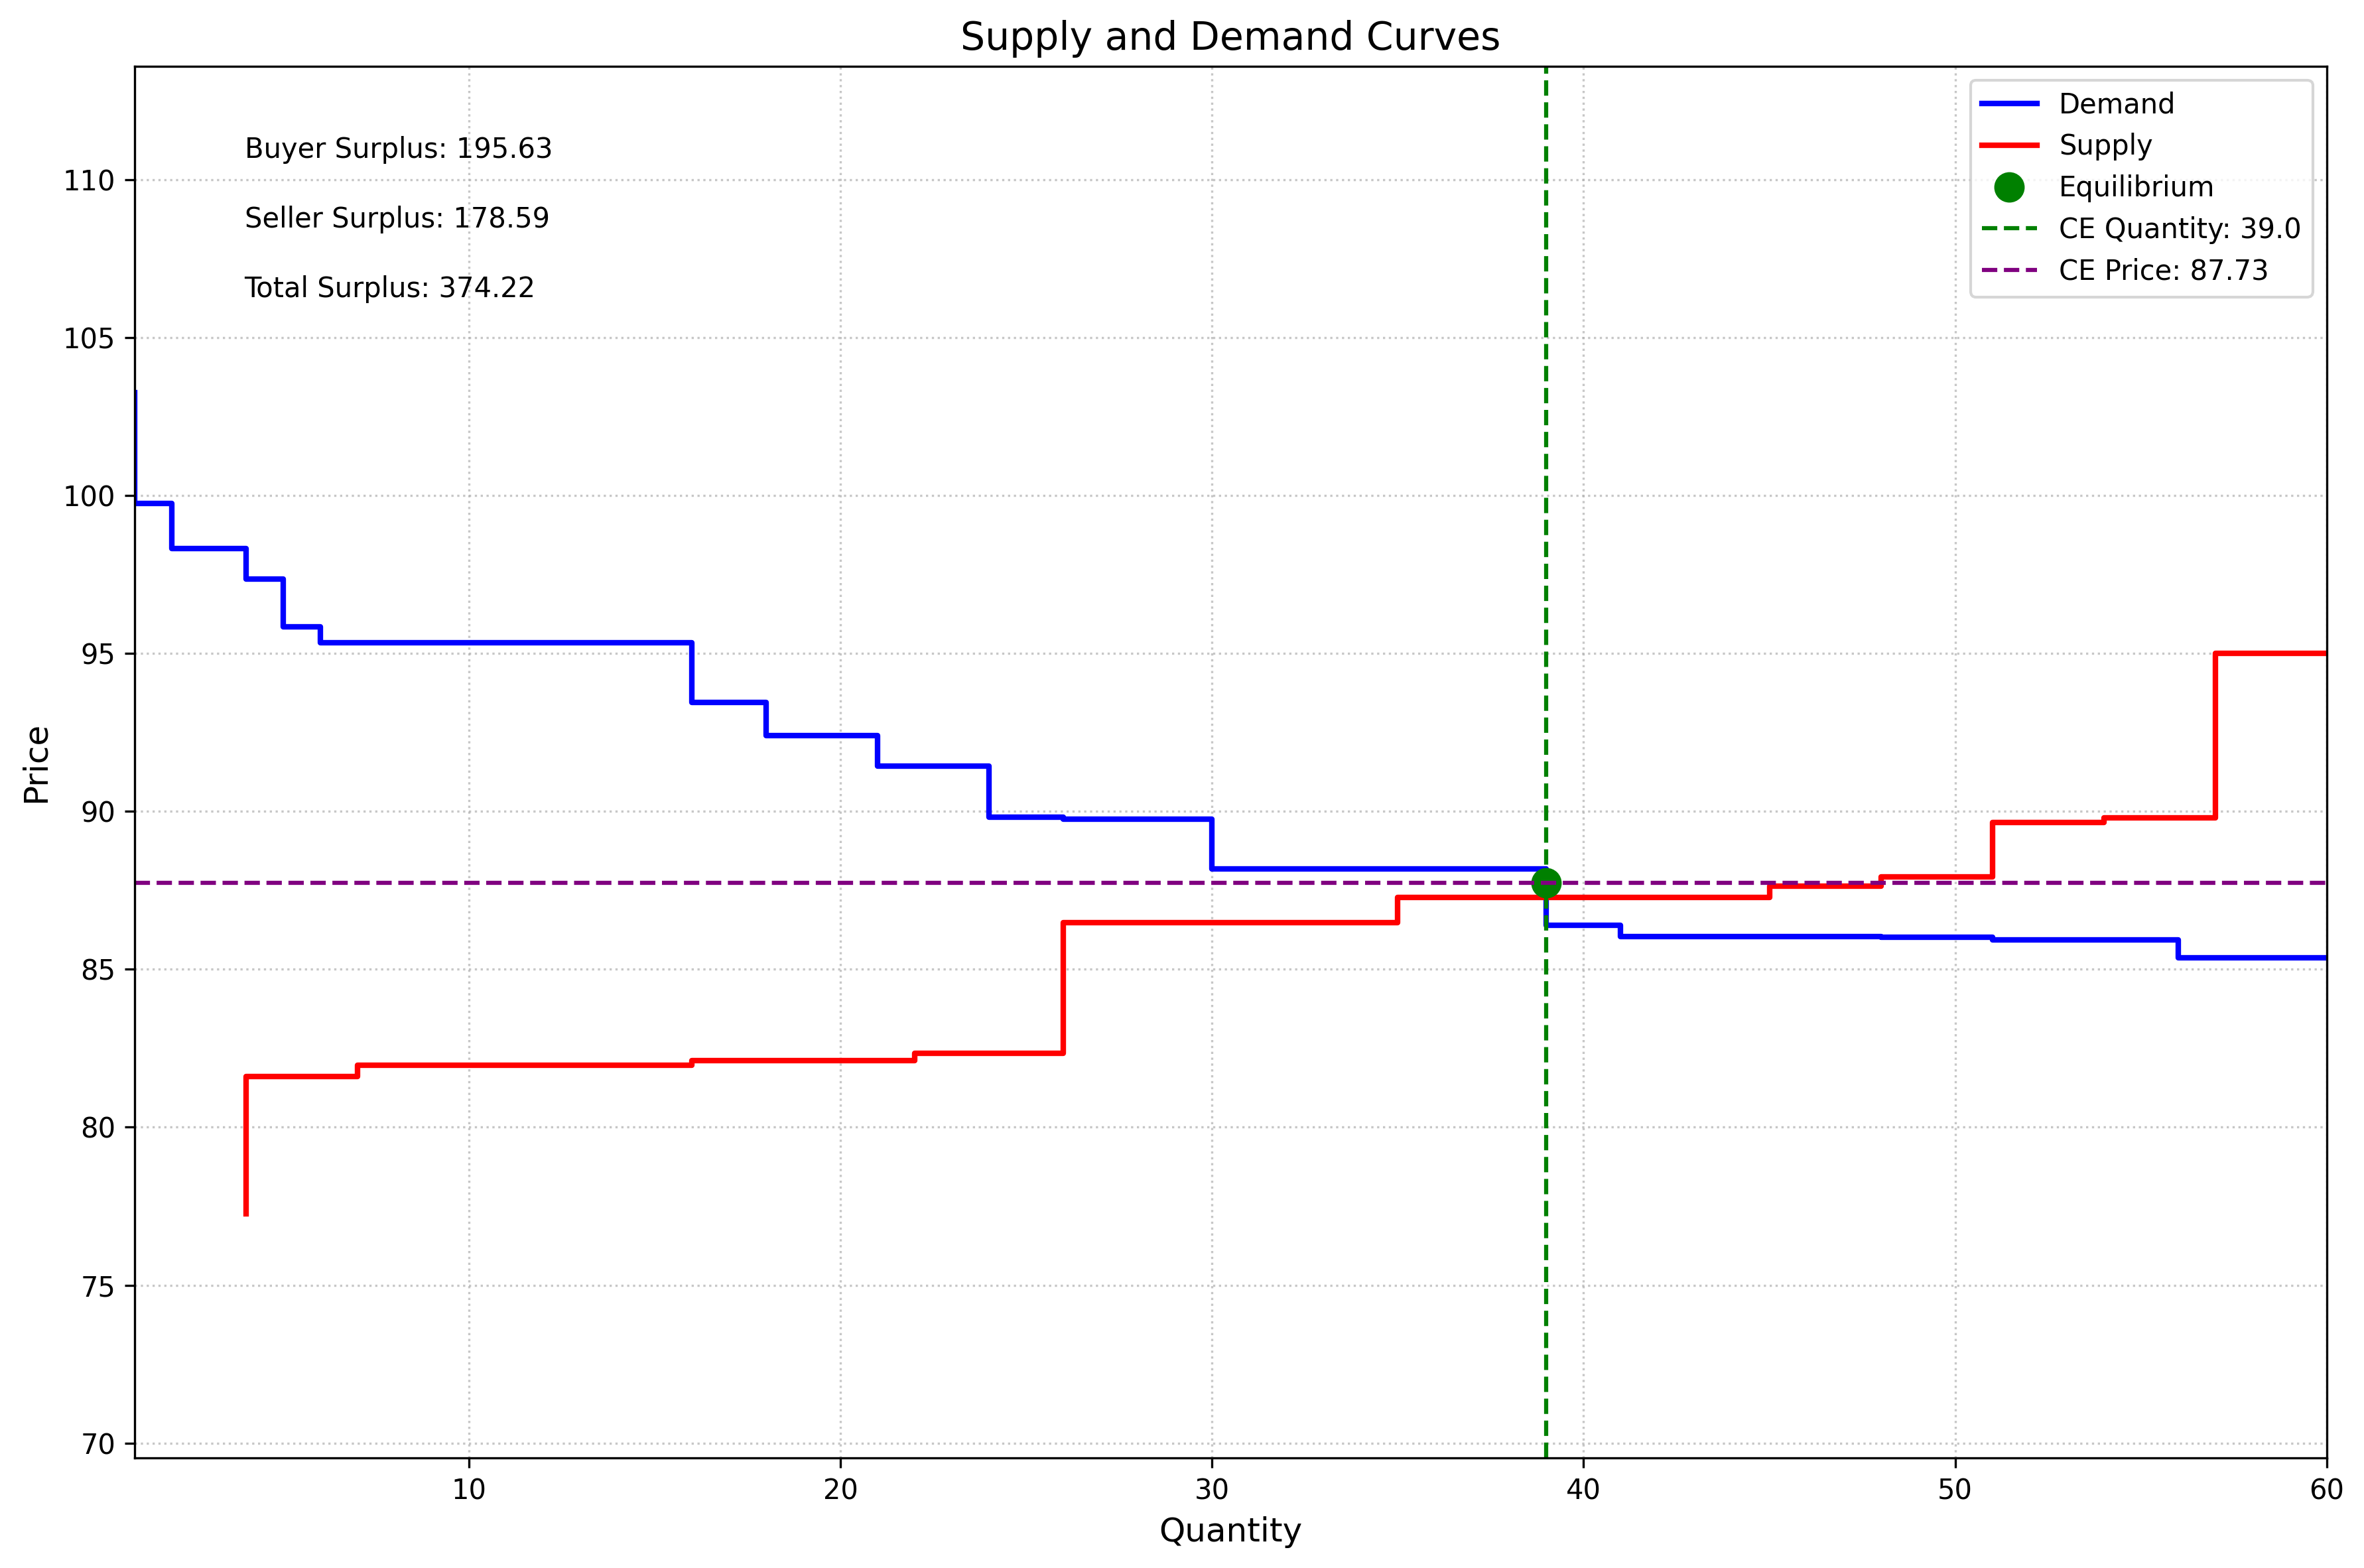 Supply and Demand Curves
Buyer Surplus: 195.63
Seller Surplus: 178.59
Total Surplus: 374.22
Demand
Supply
Equilibrium
CE Quantity: 39.0
CE Price: 87.73
Price
110
105
100
95
90
85
80
75
70
10 20 30 40 50 60
Quantity